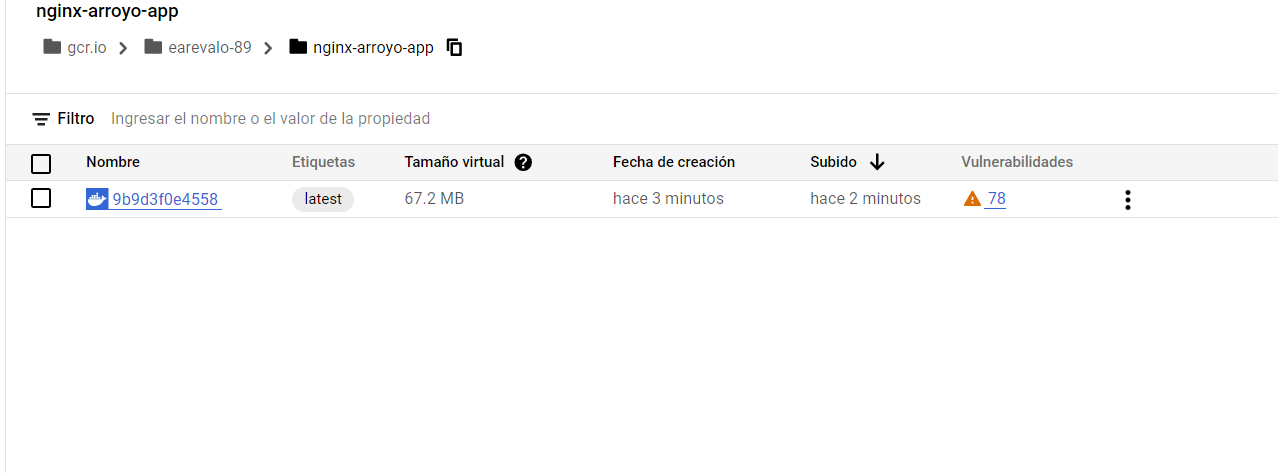 nginx-arroyo-app
gcr.io earevalo-89 nginx-arroyo-app
Filtro Ingresar el nombre o el valor de la propiedad
Nombre Etiquetas Tamaño virtual ? Fecha de creación Subido Vulnerabilidades
9b9d3f0e4558 latest 67.2 MB hace 3 minutos hace 2 minutos 78